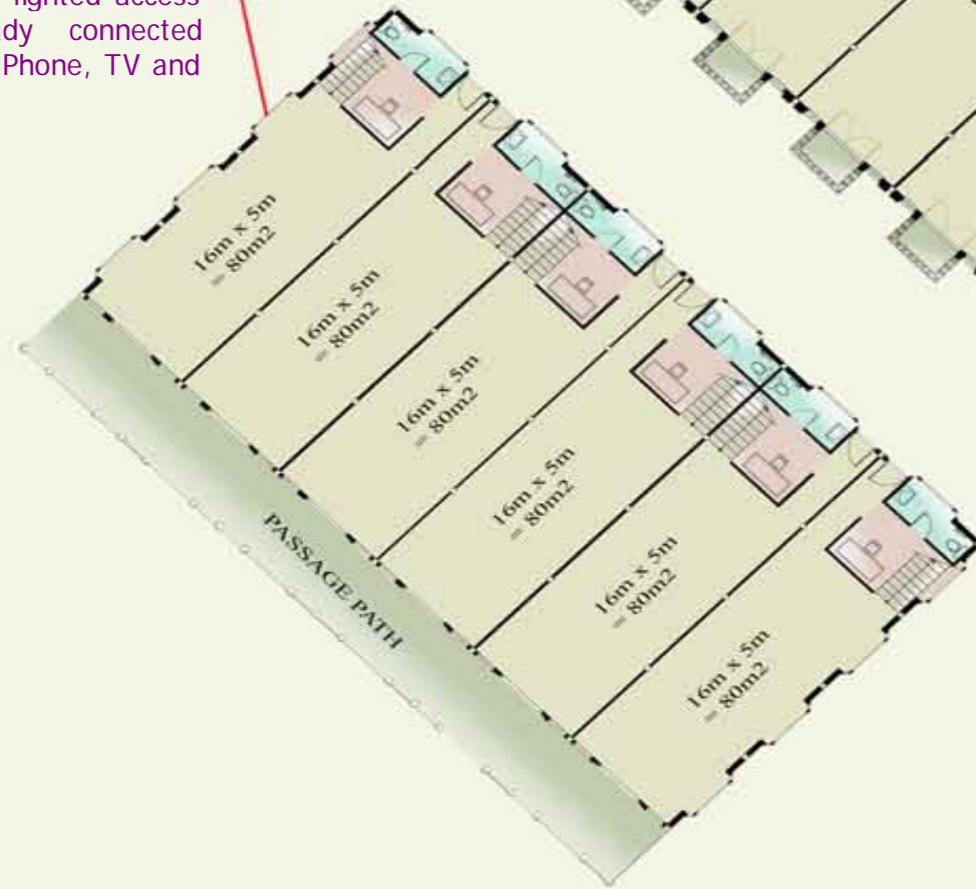 lighted access
dy connected
Phone, TV and
16m x 5m
= 80m2
16m x 5m
= 80m2
16m x 5m
= 80m2
16m x 5m
= 80m2
16m x 5m
= 80m2
16m x 5m
= 80m2
PASSAGE PATH